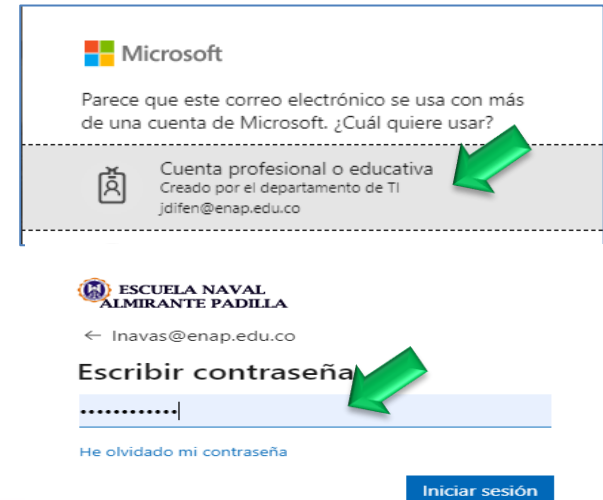 Microsoft
Parece que este correo electrónico se usa con más
de una cuenta de Microsoft. ¿Cuál quiere usar?
Cuenta profesional o educativa
Creado por el departamento de TI
jdifen@enap.edu.co
ESCUELA NAVAL
ALMIRANTE PADILLA
← lnavas@enap.edu.co
Escribir contraseña
••••••••••••
He olvidado mi contraseña
Iniciar sesión